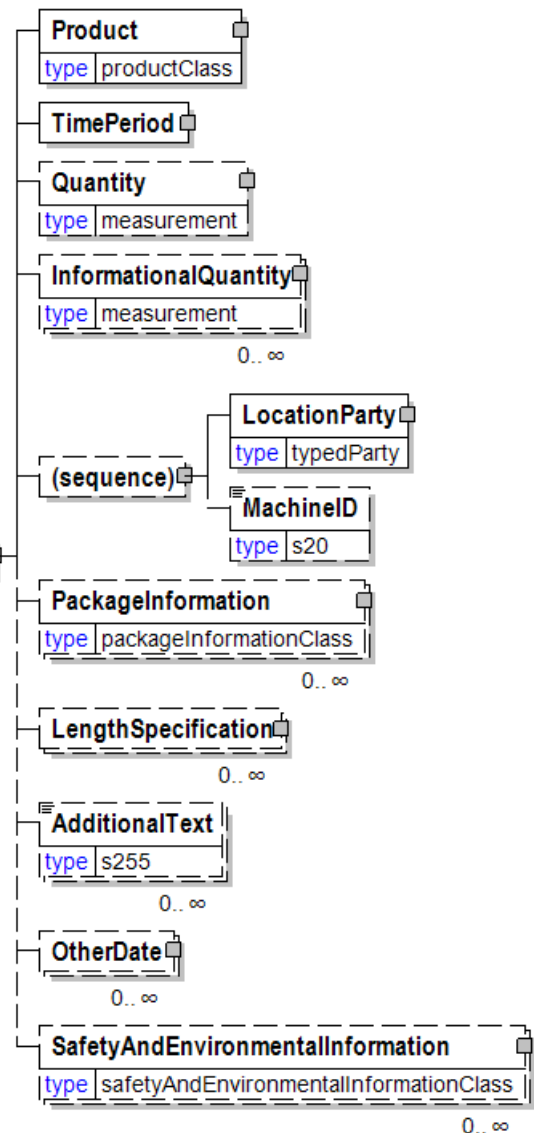 Product
type productClass
TimePeriod
Quantity
type measurement
InformationalQuantity
type measurement
0.. ∞
LocationParty
type typedParty
(sequence)
MachineID
type s20
PackageInformation
type packageInformationClass
0.. ∞
LengthSpecification
0.. ∞
AdditionalText
type s255
0.. ∞
OtherDate
0.. ∞
SafetyAndEnvironmentalInformation
type safetyAndEnvironmentalInformationClass
0.. ∞